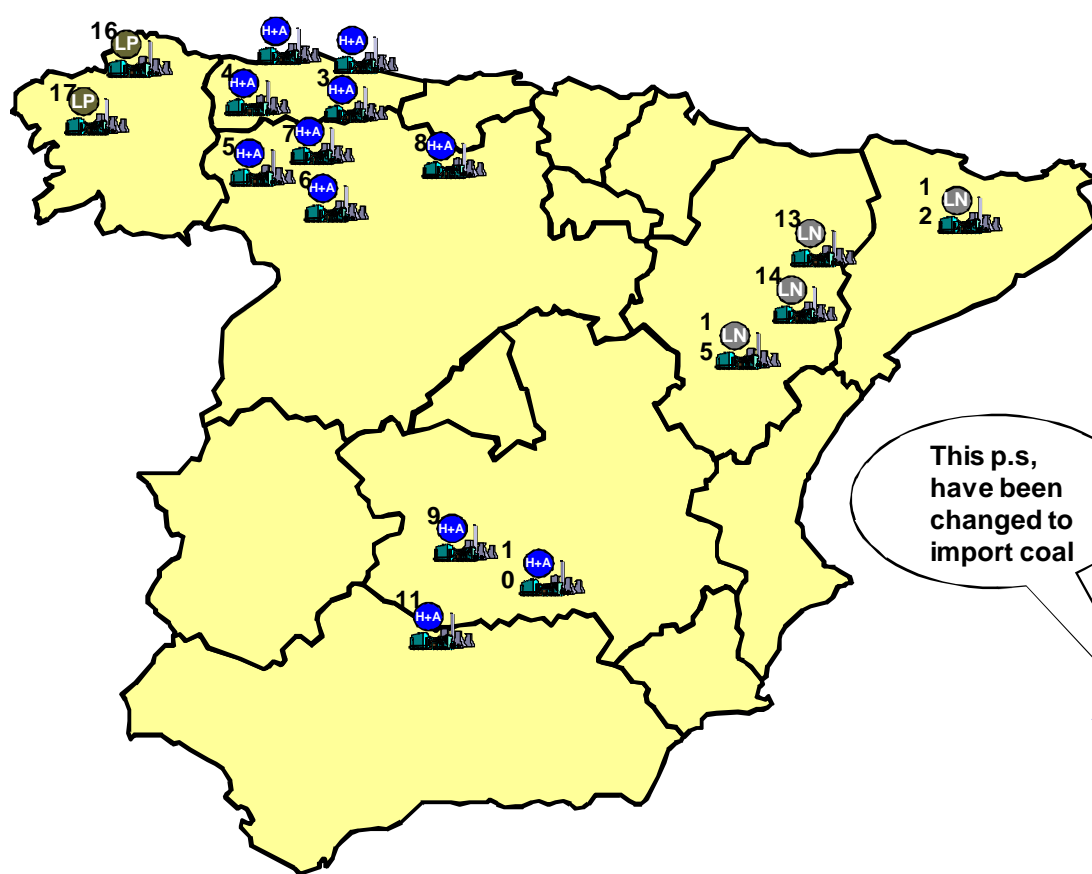 16
LP
H+A
H+A
17
LP
4
H+A
3
H+A
5
H+A
7
H+A
8
H+A
6
H+A
1
2
LN
13
LN
14
LN
1
5
LN
This p.s,
have been
changed to
import coal
9
H+A
1
0
H+A
11
H+A